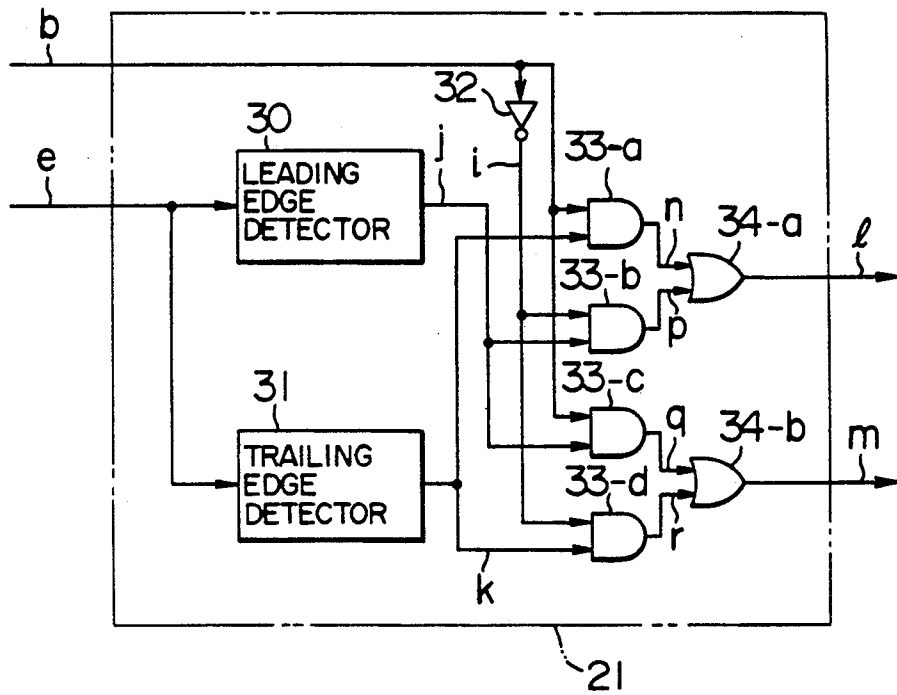 b
32
30
j
33-a
e
LEADING
EDGE
DETECTOR
i
n
34-a
ℓ
33-b
p
33-c
31
q
34-b
m
TRAILING
EDGE
DETECTOR
33-d
r
k
21